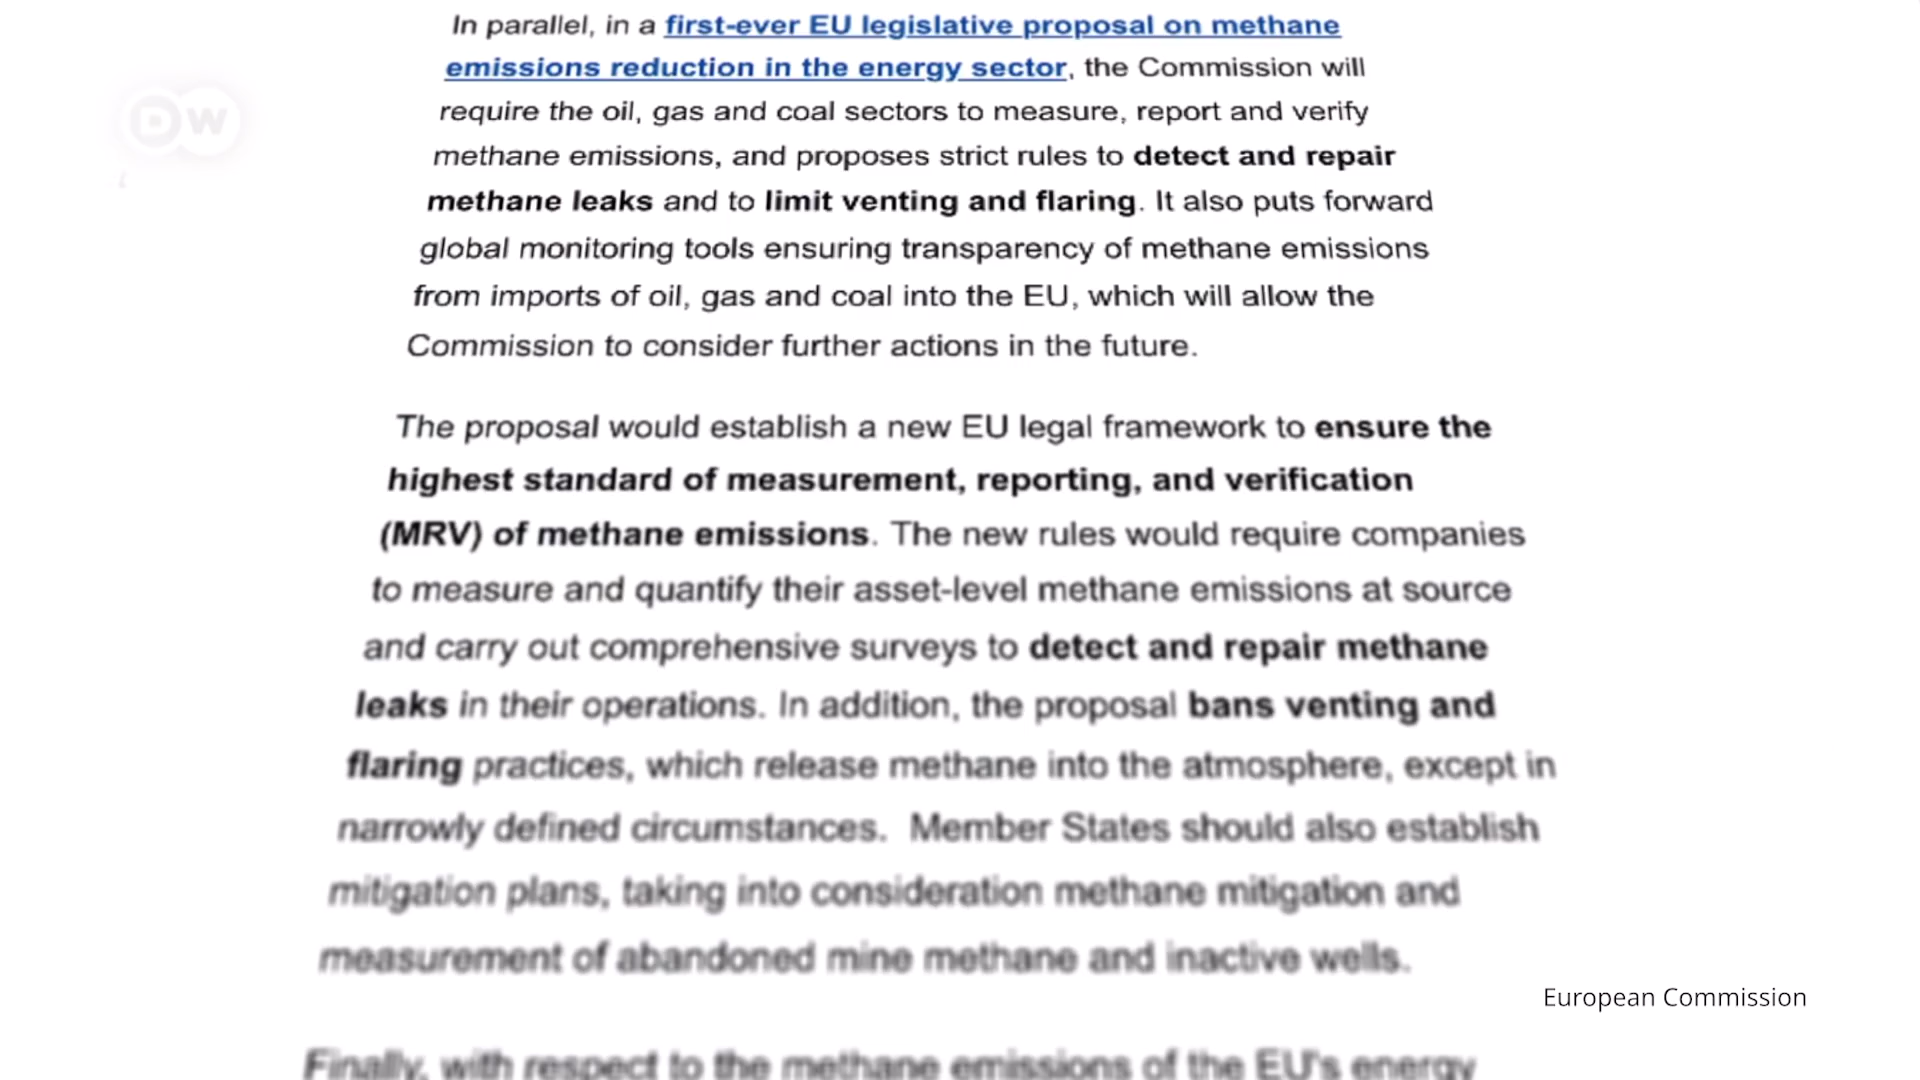 In parallel, in a first-ever EU legislative proposal on methane
emissions reduction in the energy sector, the Commission will
require the oil, gas and coal sectors to measure, report and verify
methane emissions, and proposes strict rules to detect and repair
methane leaks and to limit venting and flaring. It also puts forward
global monitoring tools ensuring transparency of methane emissions
from imports of oil, gas and coal into the EU, which will allow the
Commission to consider further actions in the future.
The proposal would establish a new EU legal framework to ensure the
highest standard of measurement, reporting, and verification
(MRV) of methane emissions. The new rules would require companies
to measure and quantify their asset-level methane emissions at source
and carry out comprehensive surveys to detect and repair methane
leaks in their operations. In addition, the proposal bans venting and
flaring practices, which release methane into the atmosphere, except in
narrowly defined circumstances.  Member States should also establish
mitigation plans, taking into consideration methane mitigation and
measurement of abandoned mine methane and inactive wells.
Finally, with respect to the methane emissions of the EU's energy
DW
European Commission